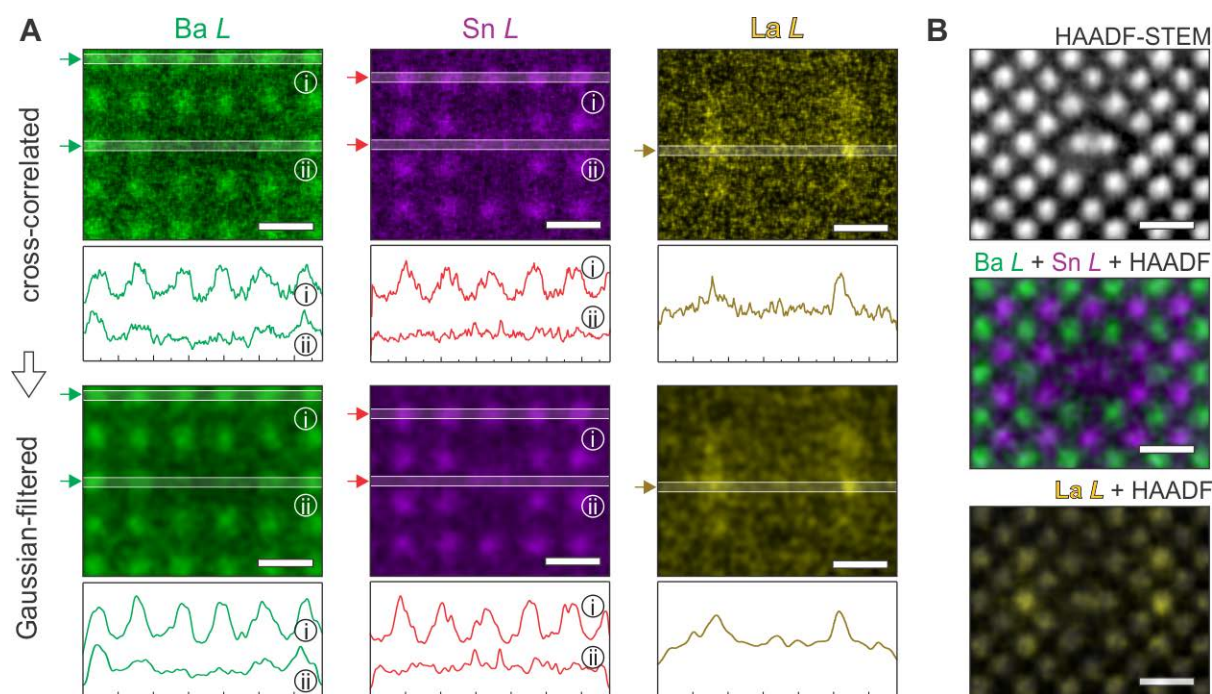 A
Ba L
Sn L
La L
B
HAADF-STEM
cross-correlated
ⓘ
ⓘ
ⓘⓘ
ⓘⓘ
ⓘ
ⓘ
ⓘⓘ
ⓘⓘ
Ba L + Sn L + HAADF
Gaussian-filtered
ⓘ
ⓘ
ⓘⓘ
ⓘⓘ
La L + HAADF
ⓘ
ⓘ
ⓘⓘ
ⓘⓘ